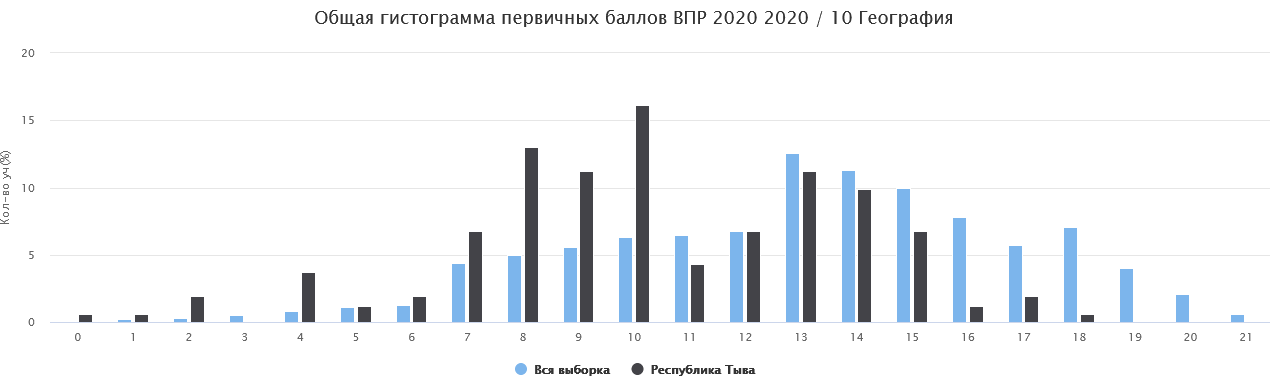 Общая гистограмма первичных баллов ВПР 2020 2020 / 10 География
20
15
10
5
0
Кол-во уч(%)
0 1 2 3 4 5 6 7 8 9 10 11 12 13 14 15 16 17 18 19 20 21
Вся выборка Республика Тыва